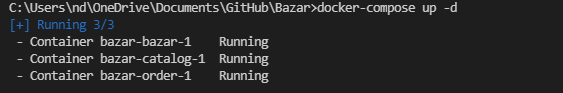 C:\Users\nd\OneDrive\Documents\GitHub\Bazar>docker-compose up -d
[+] Running 3/3
- Container bazar-bazar-1 Running
- Container bazar-catalog-1 Running
- Container bazar-order-1 Running